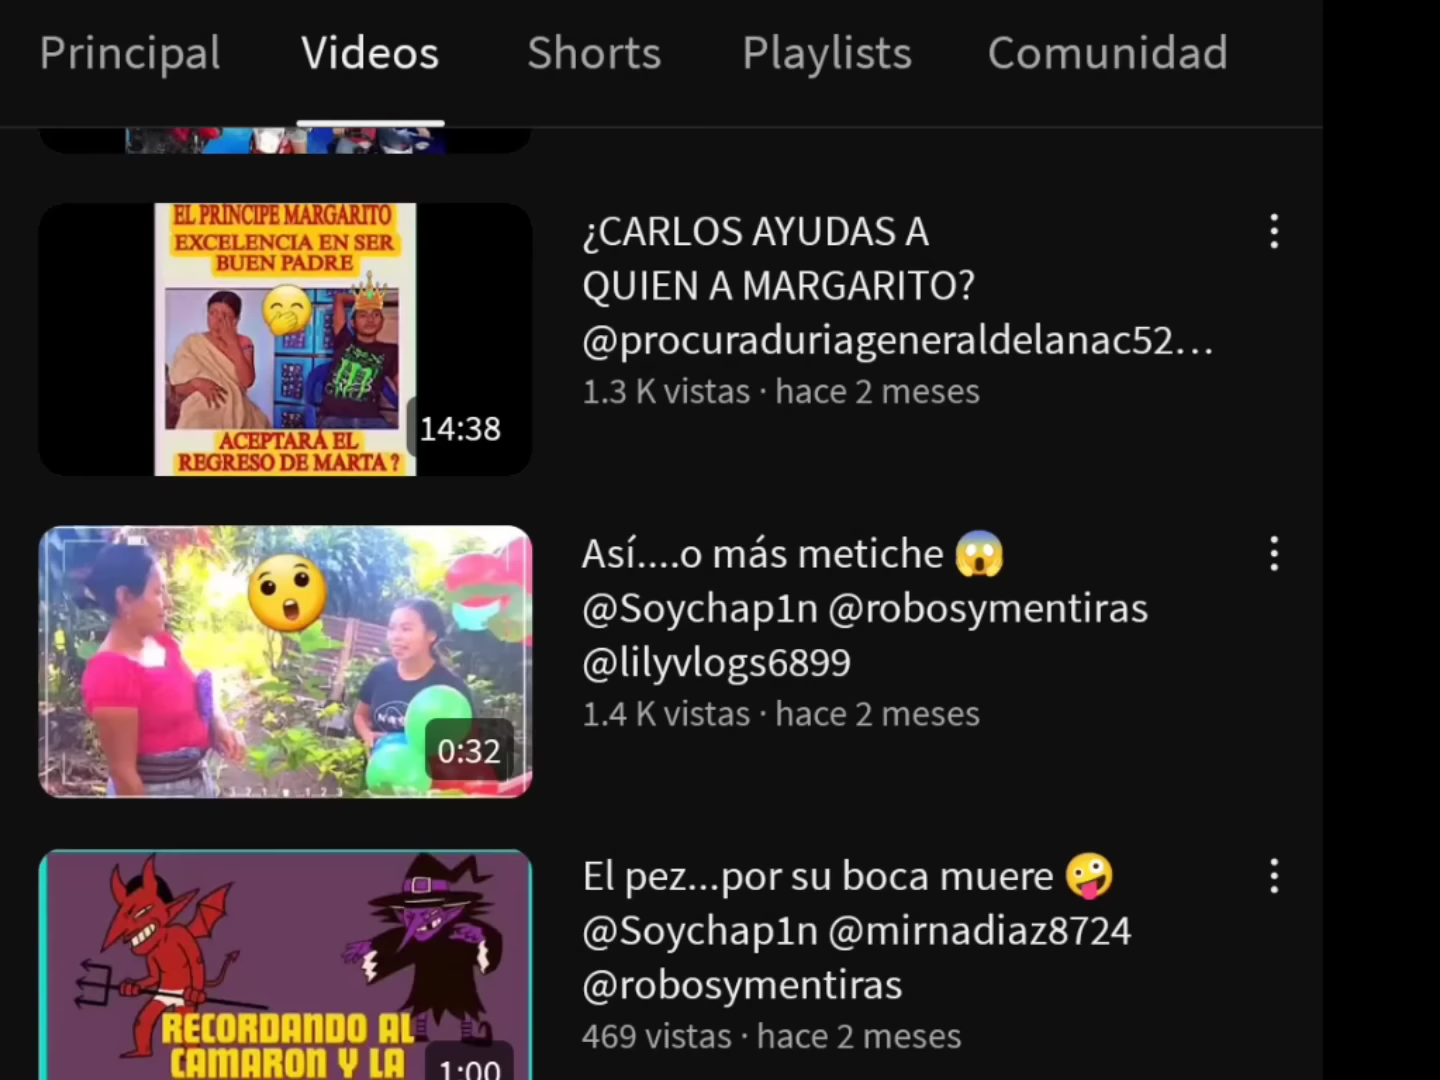 Principal Videos Shorts Playlists Comunidad
EL PRÍNCIPE MARGARITO
EXCELENCIA EN SER
BUEN PADRE
ACEPTARÁ EL
REGRESO DE MARTA ?
14:38
¿CARLOS AYUDAS A
QUIEN A MARGARITO?
@procuraduriageneraldelanac52...
1.3 K vistas · hace 2 meses
0:32
Así....o más metiche 😱
@Soychap1n @robosymentiras
@lilyvlogs6899
1.4 K vistas · hace 2 meses
RECORDANDO AL
CAMARON Y LA
1:00
El pez...por su boca muere 🤪
@Soychap1n @mirnadiaz8724
@robosymentiras
469 vistas · hace 2 meses